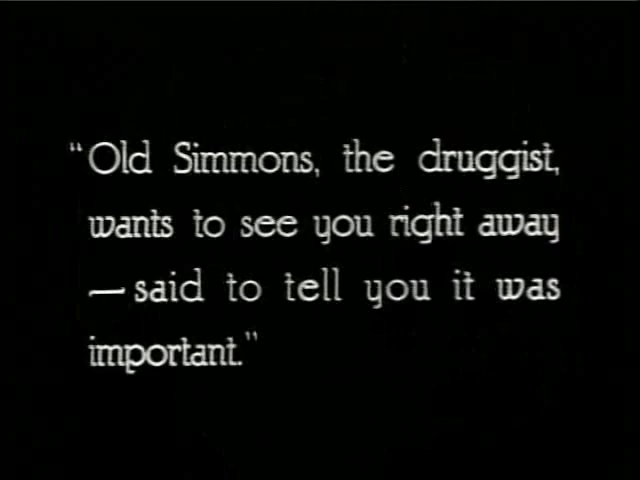 “Old Simmons, the druggist,
wants to see you right away
—said to tell you it was
important.”